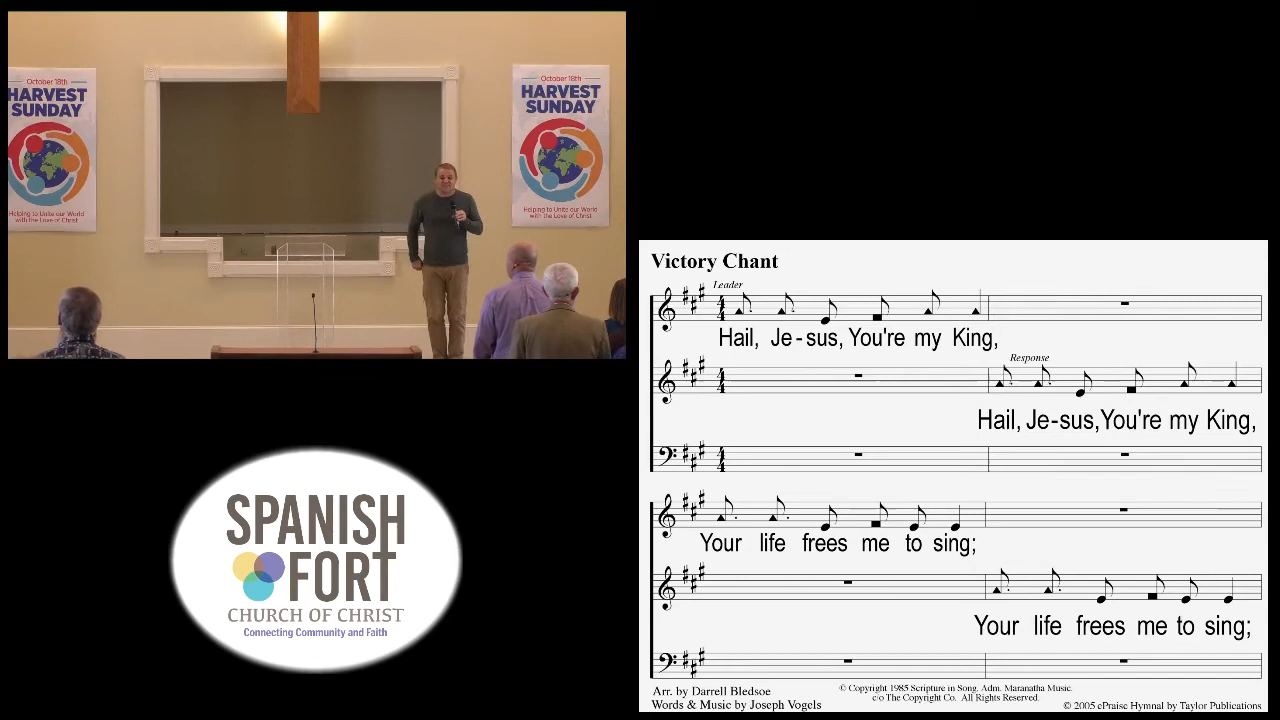 October 18th
HARVEST
SUNDAY
Helping to Unite our World
with the Love of Christ
October 18th
HARVEST
SUNDAY
Helping to Unite our World
with the Love of Christ
SPANISH
FORT
CHURCH OF CHRIST
Connecting Community and Faith
Victory Chant
Leader
Hail, Je-sus, You're my King,
Response
Hail, Je-sus, You're my King,
Your life frees me to sing;
Your life frees me to sing;
Arr. by Darrell Bledsoe
Words & Music by Joseph Vogels
© Copyright 1985 Scripture in Song. Adm. Maranatha Music.
c/o The Copyright Co. All Rights Reserved.
© 2005 ePraise Hymnal by Taylor Publications